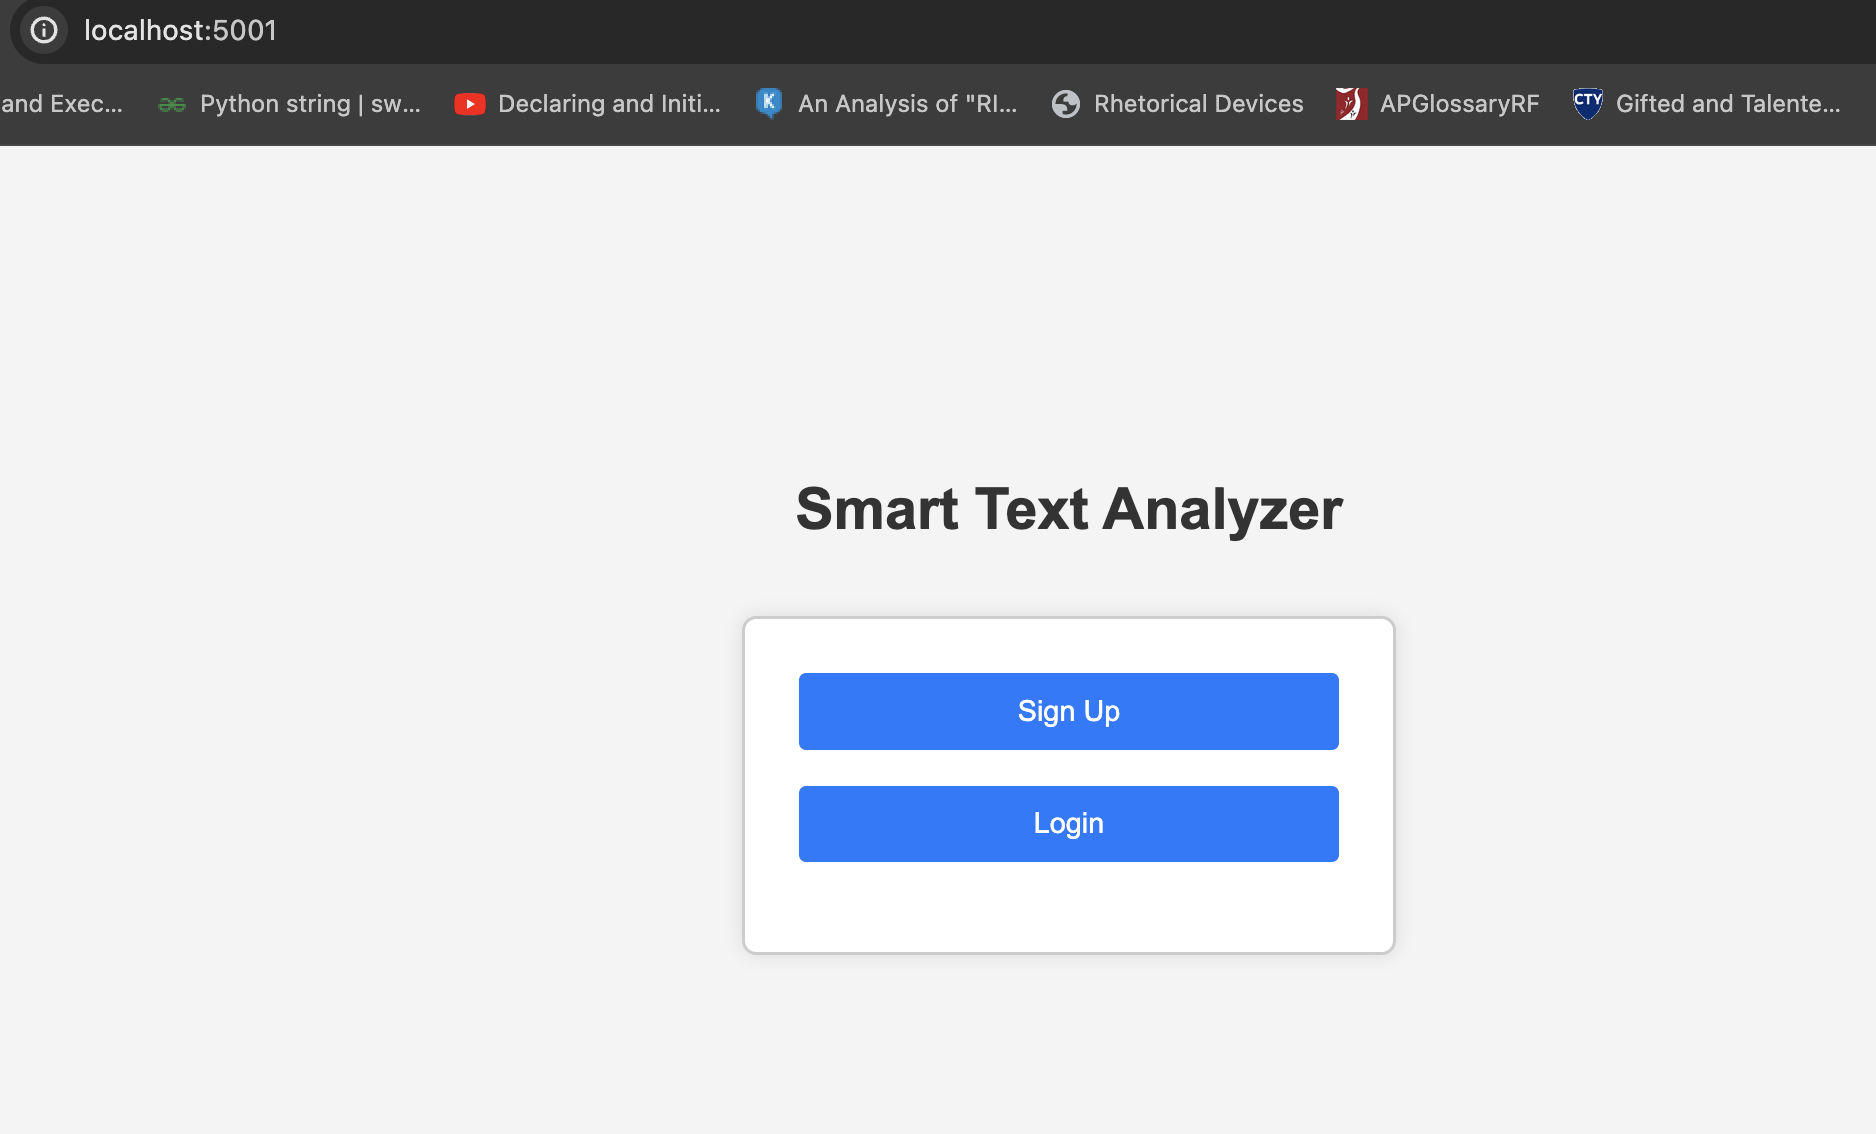 localhost:5001
and Exec... Python string | sw... Declaring and Initi... An Analysis of "RI... Rhetorical Devices APGlossaryRF CTY Gifted and Talente...
Smart Text Analyzer
Sign Up
Login